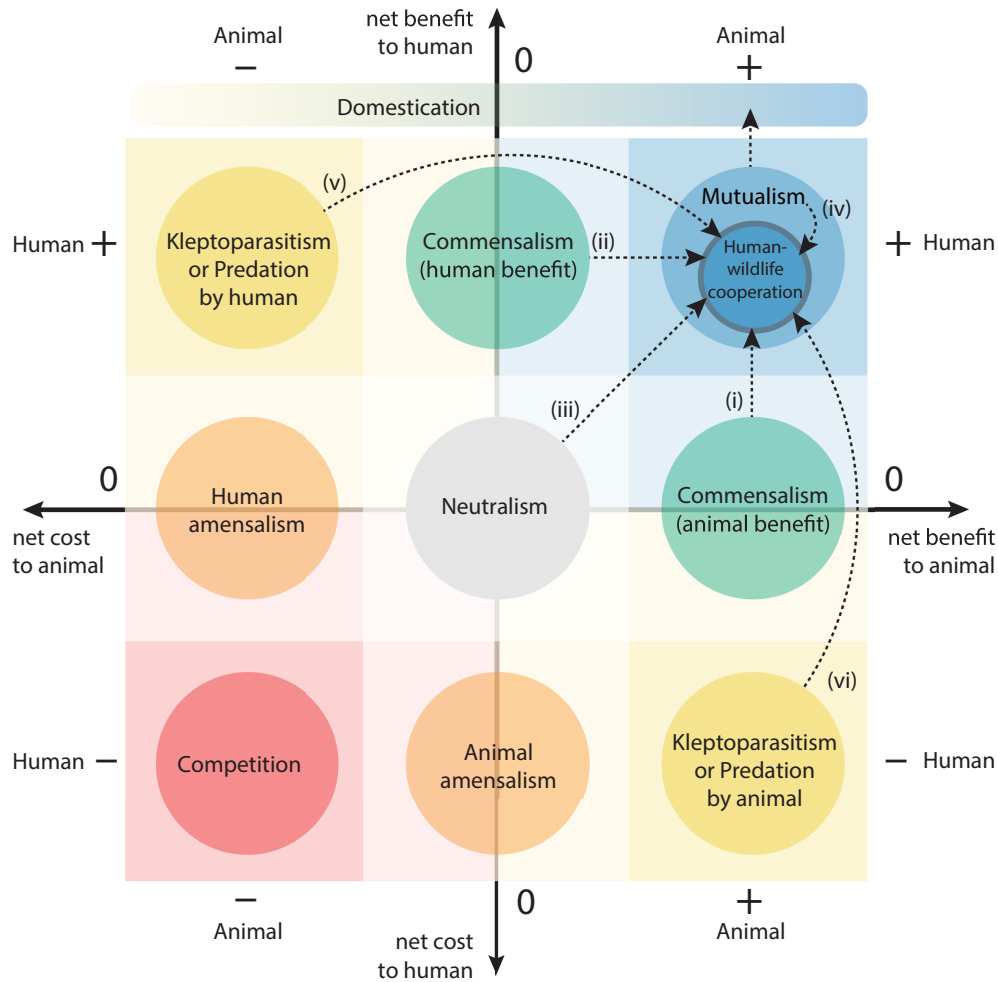 Animal
−
net benefit
to human
0
Animal
+
Domestication
Human +
(v)
Kleptoparasitism
or Predation
by human
Commensalism
(human benefit)
(ii)
Mutualism
(iv)
Human-
wildlife
cooperation
+ Human
(iii)
(i)
0
net cost
to animal
Human
amensalism
Neutralism
Commensalism
(animal benefit)
0
net benefit
to animal
(vi)
Human −
Competition
Animal
amensalism
Kleptoparasitism
or Predation
by animal
− Human
−
Animal
0
net cost
to human
+
Animal